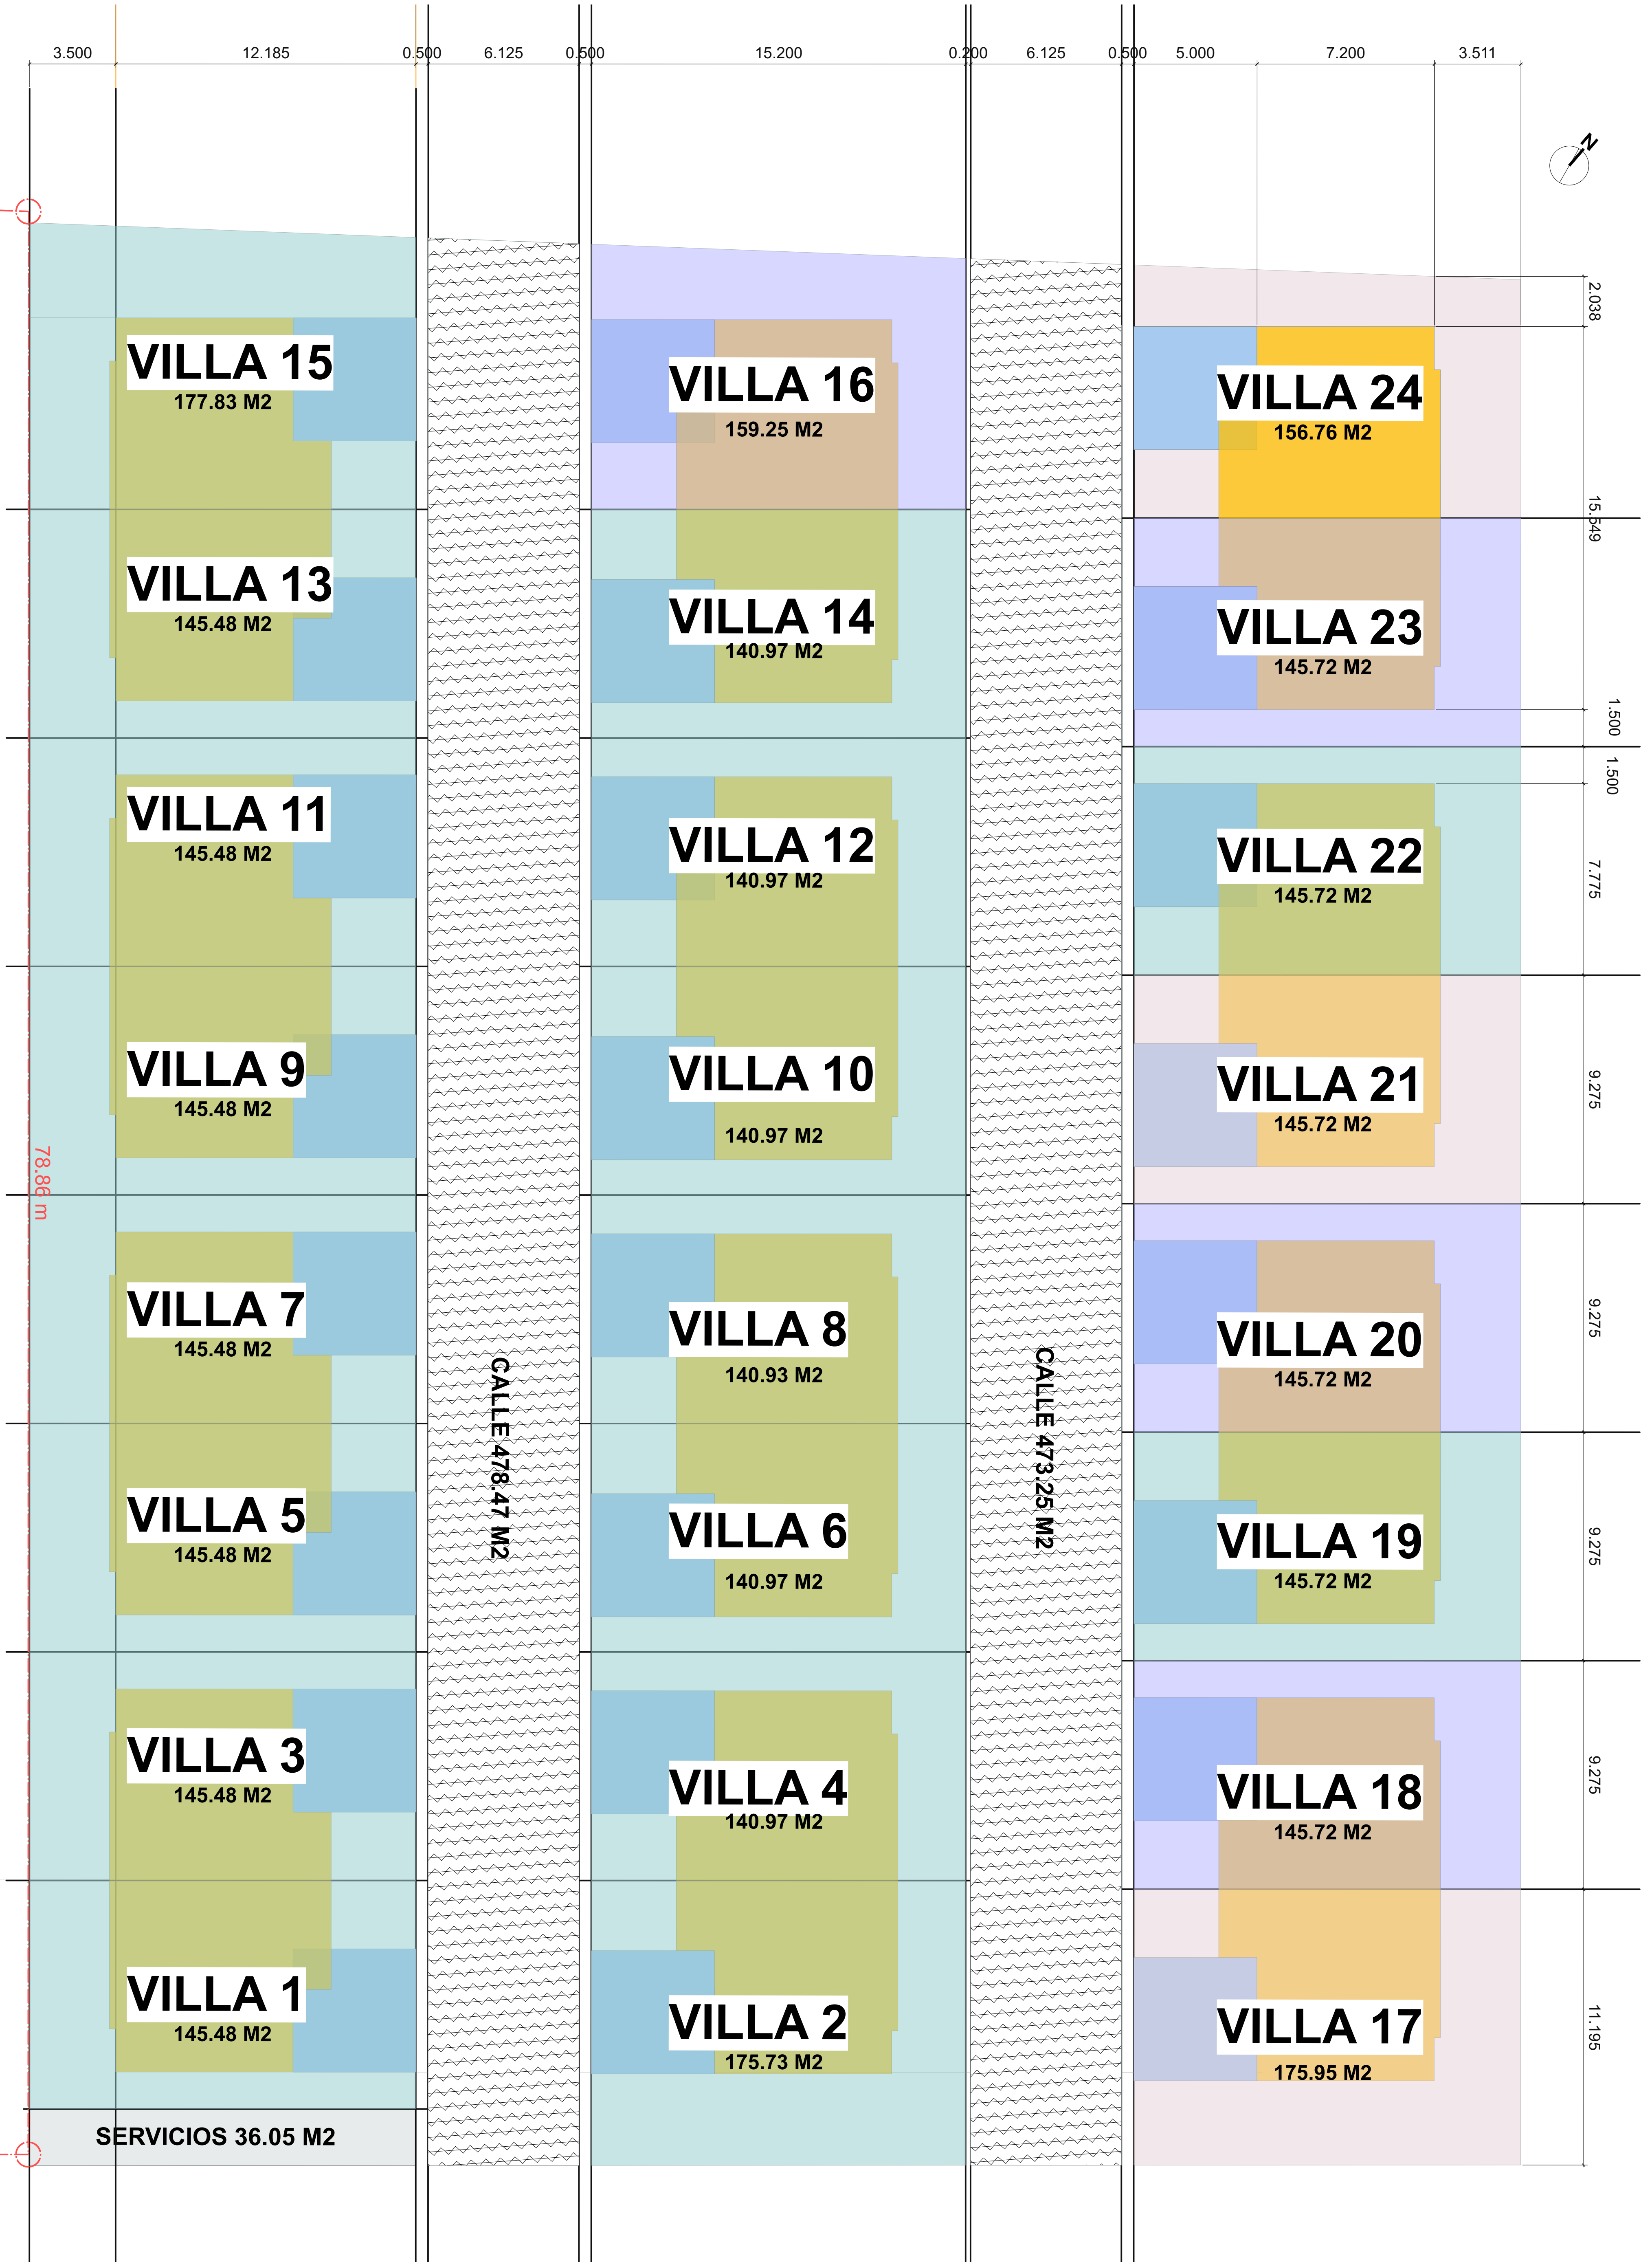 3.500
12.185
0.500
6.125
0.500
15.200
0.200
6.125
0.500
5.000
7.200
3.511
N
2.038
15.549
1.500
1.500
7.775
9.275
9.275
9.275
9.275
11.195
VILLA 15
177.83 M2
VILLA 13
145.48 M2
VILLA 11
145.48 M2
VILLA 9
145.48 M2
VILLA 7
145.48 M2
VILLA 5
145.48 M2
VILLA 3
145.48 M2
VILLA 1
145.48 M2
SERVICIOS 36.05 M2
78.86 m
CALLE 478.47 M2
VILLA 16
159.25 M2
VILLA 14
140.97 M2
VILLA 12
140.97 M2
VILLA 10
140.97 M2
VILLA 8
140.93 M2
VILLA 6
140.97 M2
VILLA 4
140.97 M2
VILLA 2
175.73 M2
CALLE 473.25 M2
VILLA 24
156.76 M2
VILLA 23
145.72 M2
VILLA 22
145.72 M2
VILLA 21
145.72 M2
VILLA 20
145.72 M2
VILLA 19
145.72 M2
VILLA 18
145.72 M2
VILLA 17
175.95 M2